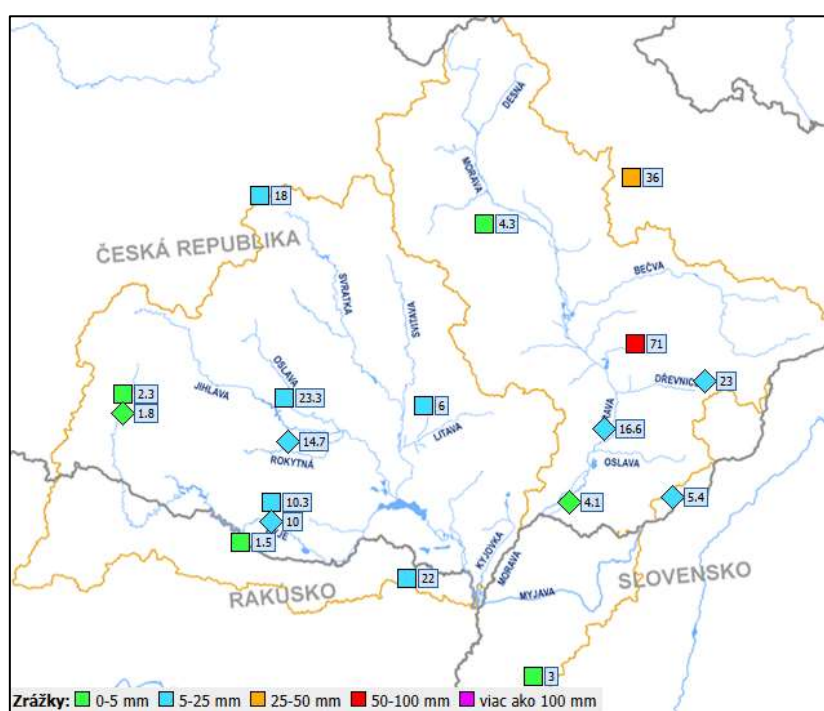 DESNÁ
MORAVA
36
18
4.3
ČESKÁ REPUBLIKA
BEČVA
SVRATKA
SVITAVA
71
OSLAVA
JIHLAVA
DŘEVNIC
23
2.3
23.3
6
1.8
LITAVA
16.6
14.7
ROKYTNÁ
OSLAVA
5.4
10.3
4.1
10
JE
1.5
KYJOVKA
MORAVA
SLOVENSKO
22
RAKÚSKO
MYJAVA
3
Zrážky: 0-5 mm 5-25 mm 25-50 mm 50-100 mm viac ako 100 mm